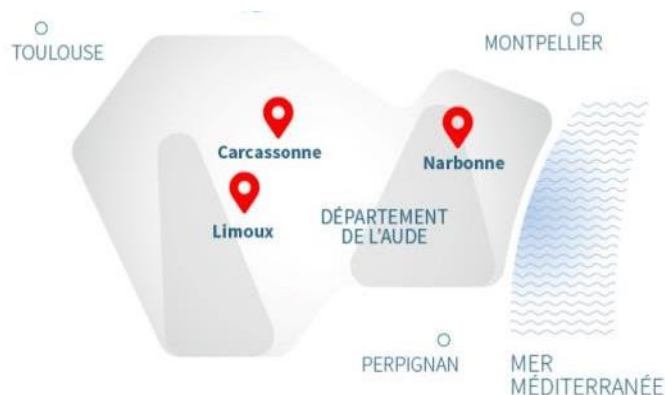 TOULOUSE
MONTPELLIER
Carcassonne
Narbonne
Limoux
DÉPARTEMENT
DE L'AUDE
PERPIGNAN
MER
MÉDITERRANÉE